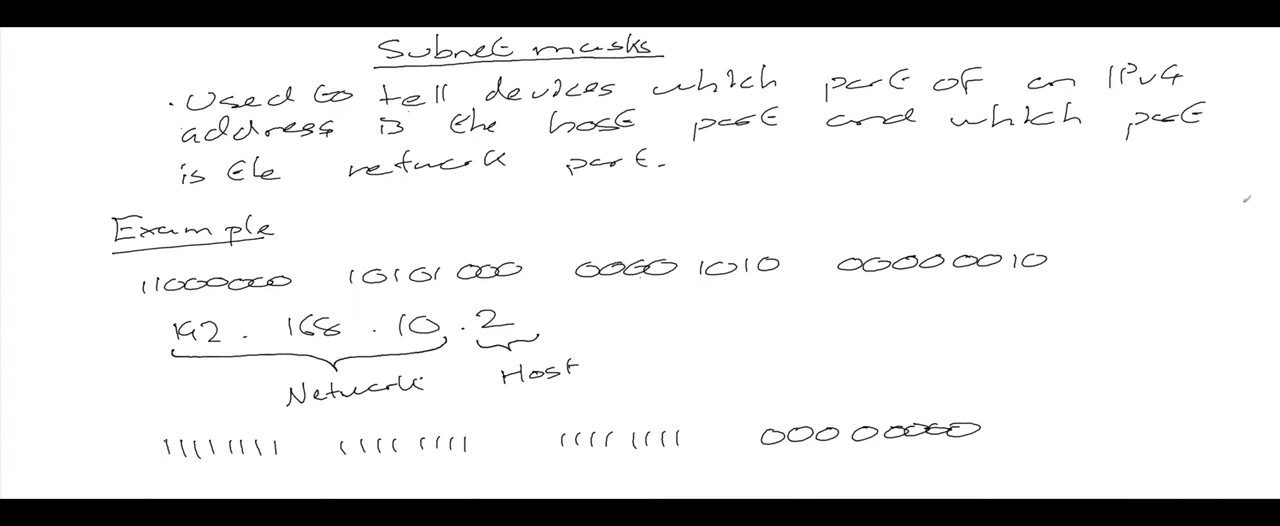 Subnet masks
. Used to tell devices which part of an IPv4
address is the host part and which part
is the network part.
Example
11000000 10101000 00001010 00000010
192 . 168 . 10 . 2
Network Host
11111111 11111111 11111111 00000000